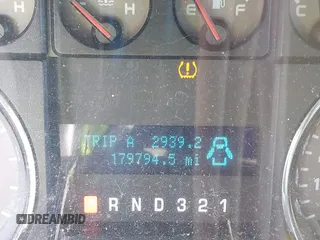 H E F C
TRIP A 2939.2
179794.5 mi
R N D 3 2 1
DREAMBID